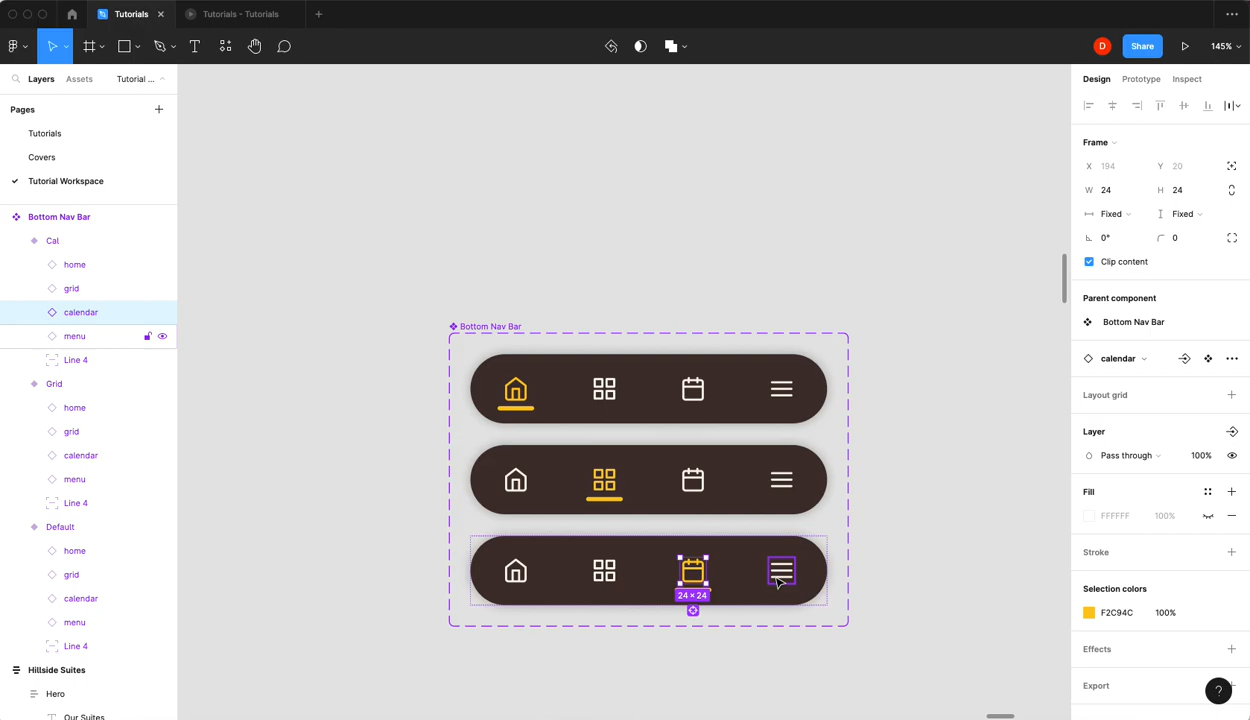 Tutorials
Tutorials - Tutorials
D
Share
145%
Layers
Assets
Tutorial ...
Design
Prototype
Inspect
Pages
Tutorials
Covers
Tutorial Workspace
Bottom Nav Bar
Cal
home
grid
calendar
menu
Line 4
Grid
home
grid
calendar
menu
Line 4
Default
home
grid
calendar
menu
Line 4
Hillside Suites
Hero
Our Suites
Bottom Nav Bar
24 × 24
Frame
X 194
Y 20
W 24
H 24
Fixed
Fixed
0°
0
Clip content
Parent component
Bottom Nav Bar
calendar
Layout grid
Layer
Pass through
100%
Fill
FFFFFF
100%
Stroke
Selection colors
F2C94C
100%
Effects
Export
?